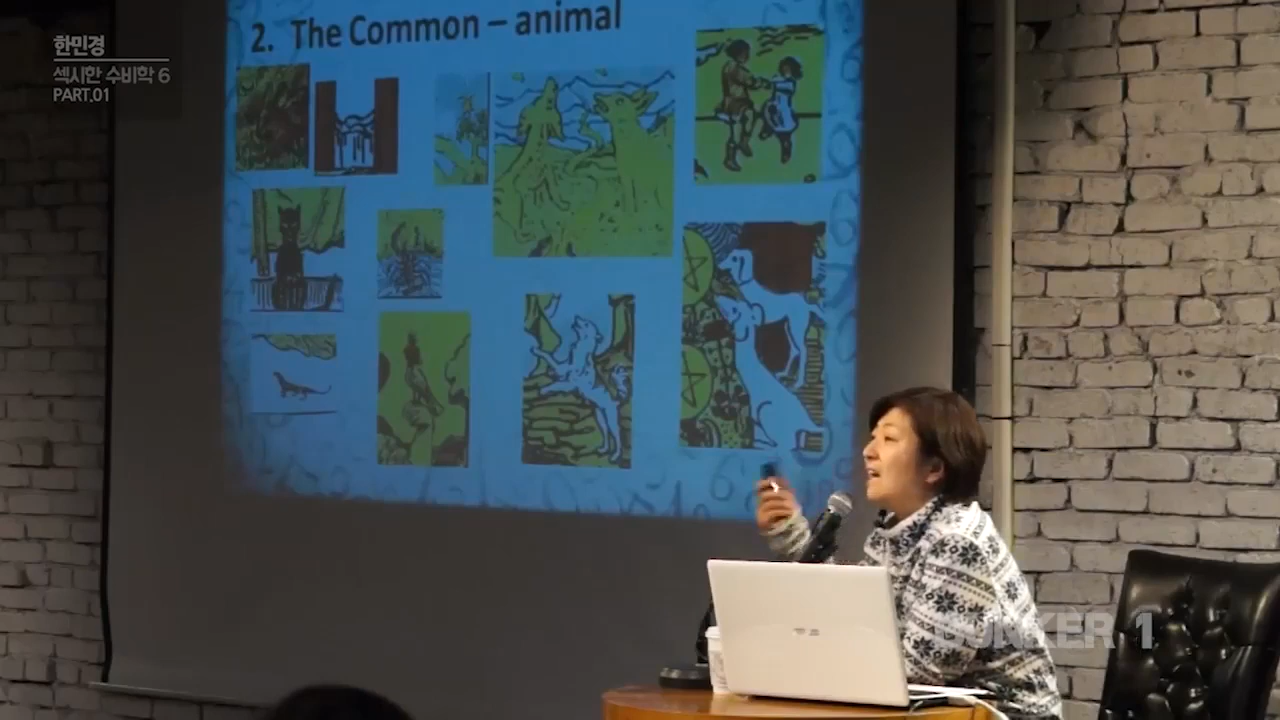 한민경
섹시한 수비학 6
PART.01
2. The Common – animal
BUNKER 1